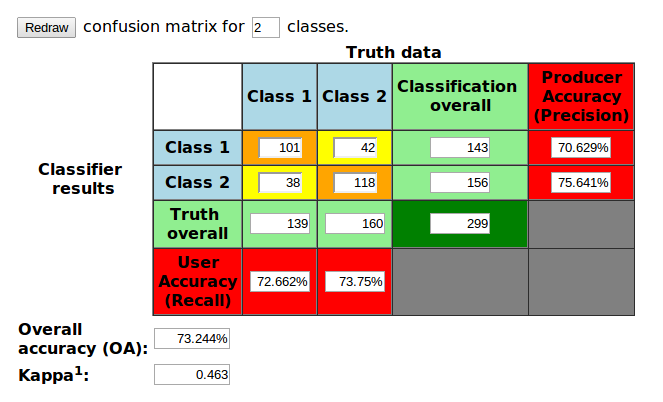 Redraw confusion matrix for 2 classes.
Truth data
Class 1 Class 2 Classification overall Producer Accuracy (Precision)
Classifier results
Class 1 101 42 143 70.629%
Class 2 38 118 156 75.641%
Truth overall 139 160 299
User Accuracy (Recall) 72.662% 73.75%
Overall
accuracy (OA): 73.244%
Kappa1: 0.463